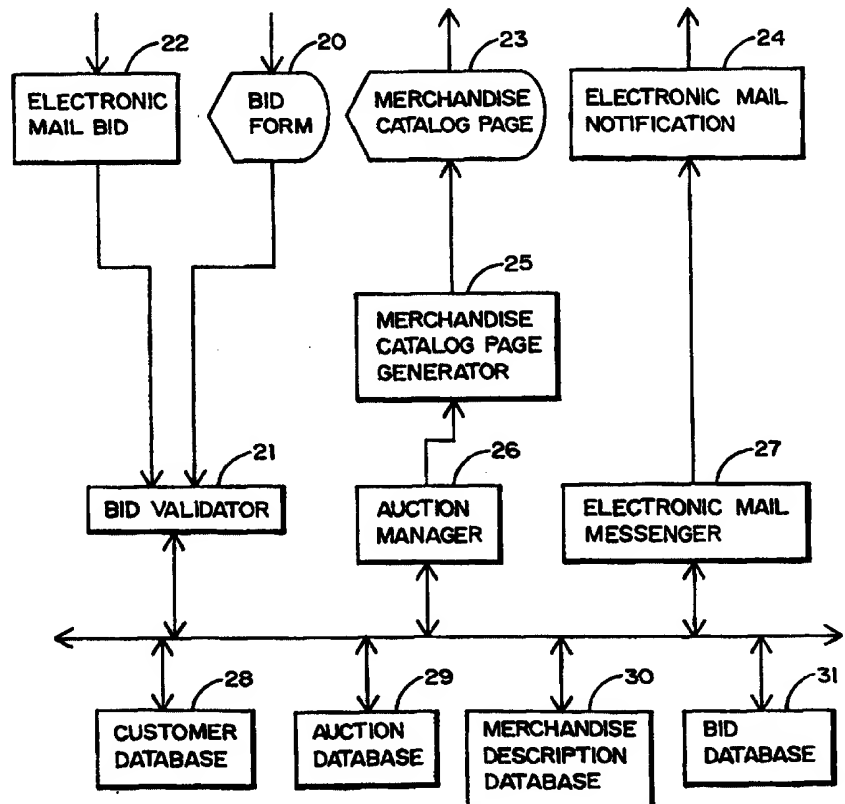 22
20
23
24
ELECTRONIC
MAIL BID
BID
FORM
MERCHANDISE
CATALOG PAGE
ELECTRONIC MAIL
NOTIFICATION
25
MERCHANDISE
CATALOG PAGE
GENERATOR
21
26
27
BID VALIDATOR
AUCTION
MANAGER
ELECTRONIC MAIL
MESSENGER
28
29
30
31
CUSTOMER
DATABASE
AUCTION
DATABASE
MERCHANDISE
DESCRIPTION
DATABASE
BID
DATABASE